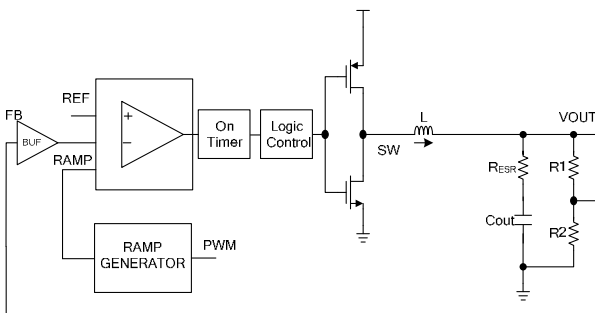 REF
FB
BUF
RAMP
+
−
On
Timer
Logic
Control
SW
L
VOUT
RESR
R1
Cout
R2
RAMP
GENERATOR
PWM